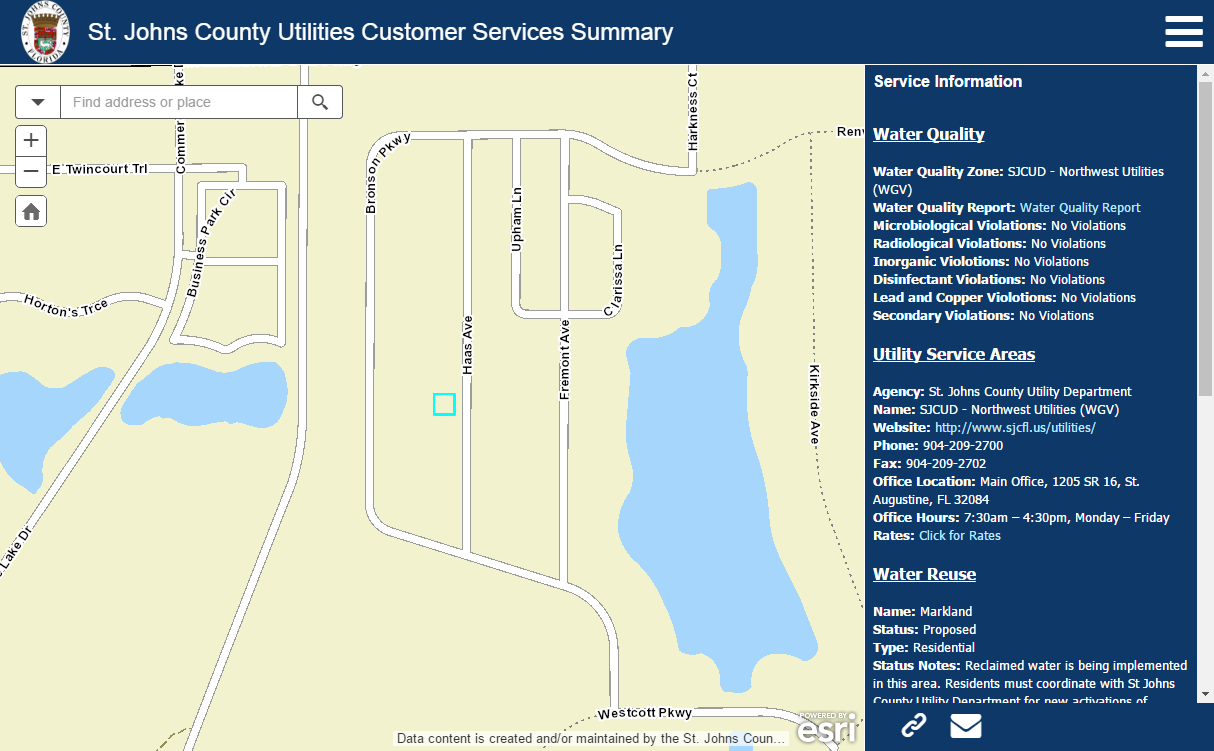 St. Johns County Utilities Customer Services Summary
ST. JOHNS COUNTY
FLORIDA
Find address or place
+
−
E Twincourt Trl
Business Park Cir
Horton's Trce
Lake Dr
Bronson Pkwy
Upham Ln
Clarissa Ln
Haas Ave
Fremont Ave
Harkness Ct
Kirkside Ave
Westcott Pkwy
Data content is created and/or maintained by the St. Johns Coun...
POWERED BY
esri
Service Information
Water Quality
Water Quality Zone: SJCUD - Northwest Utilities
(WGV)
Water Quality Report: Water Quality Report
Microbiological Violations: No Violations
Radiological Violations: No Violations
Inorganic Violotions: No Violations
Disinfectant Violations: No Violations
Lead and Copper Violotions: No Violations
Secondary Violations: No Violations
Utility Service Areas
Agency: St. Johns County Utility Department
Name: SJCUD - Northwest Utilities (WGV)
Website: http://www.sjcfl.us/utilities/
Phone: 904-209-2700
Fax: 904-209-2702
Office Location: Main Office, 1205 SR 16, St.
Augustine, FL 32084
Office Hours: 7:30am – 4:30pm, Monday – Friday
Rates: Click for Rates
Water Reuse
Name: Markland
Status: Proposed
Type: Residential
Status Notes: Reclaimed water is being implemented
in this area. Residents must coordinate with St Johns
County Utility Department for new activations of